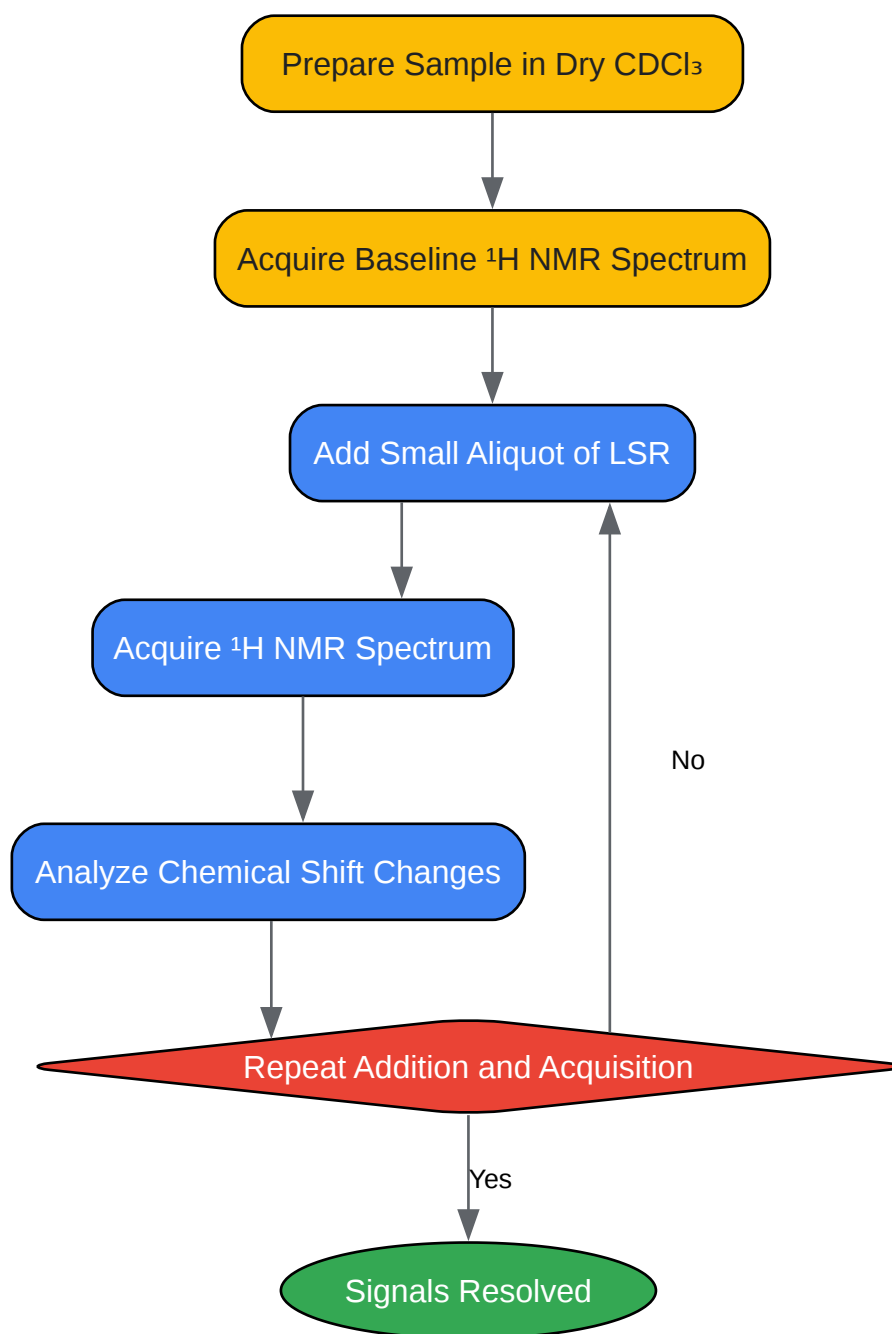 Prepare Sample in Dry CDCl₃
Acquire Baseline ¹H NMR Spectrum
Add Small Aliquot of LSR
Acquire ¹H NMR Spectrum
No
Analyze Chemical Shift Changes
Repeat Addition and Acquisition
Yes
Signals Resolved